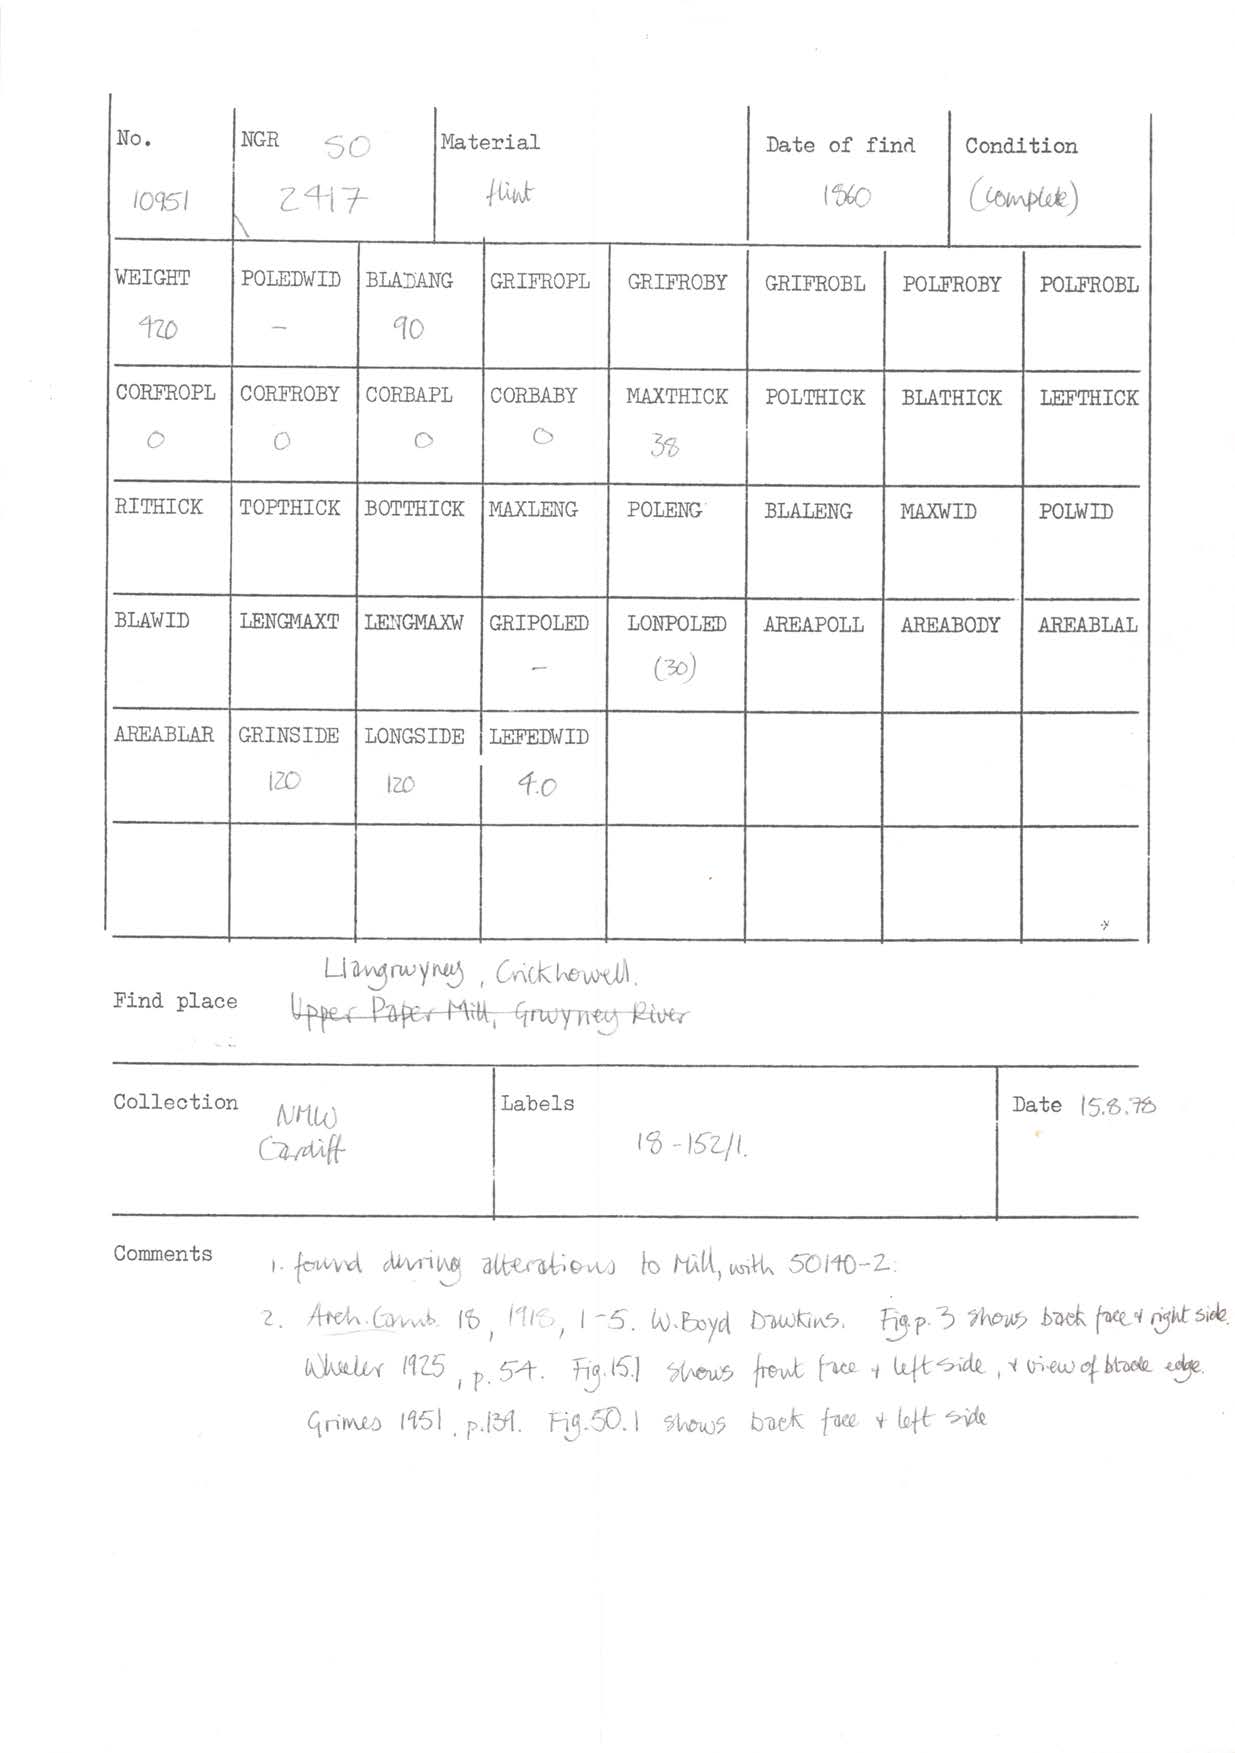 No. NGR SO Material Date of find Condition
10951 2417 flint 1860 (complete)
WEIGHT POLEDWID BLADANG GRIFROPL GRIFROBY GRIFROBL POLFROBY POLFROBL
420 - 90
CORFROPL CORFROBY CORBAPL CORBABY MAXTHICK POLTHICK BLATHICK LEFTHICK
0 0 0 0 38
RITHICK TOPTHICK BOTTHICK MAXLENG POLENG BLALENG MAXWID POLWID
BLAWID LENGMAXT LENGMAXW GRIPOLED LONPOLED AREAPOLL AREABODY AREABLAL
- (30)
AREABLAR GRINSIDE LONGSIDE LEFEDWID
120 120 4.0
Llangrwyney, Crickhowell.
Find place Upper Paper Mill, Grwyney River
Collection NMW Labels Date 15.8.78
Cardiff 18-152/1.
Comments 1. found during alterations to Mill, with 50140-2.
2. Arch. Camb. 18, 1918, 1-5. W. Boyd Dawkins. Fig. p. 3 shows back face & right side.
Wheeler 1925, p. 54. Fig. 15.1 shows front face & left side, & view of blade edge.
Grimes 1951, p.139. Fig. 50.1 shows back face & left side